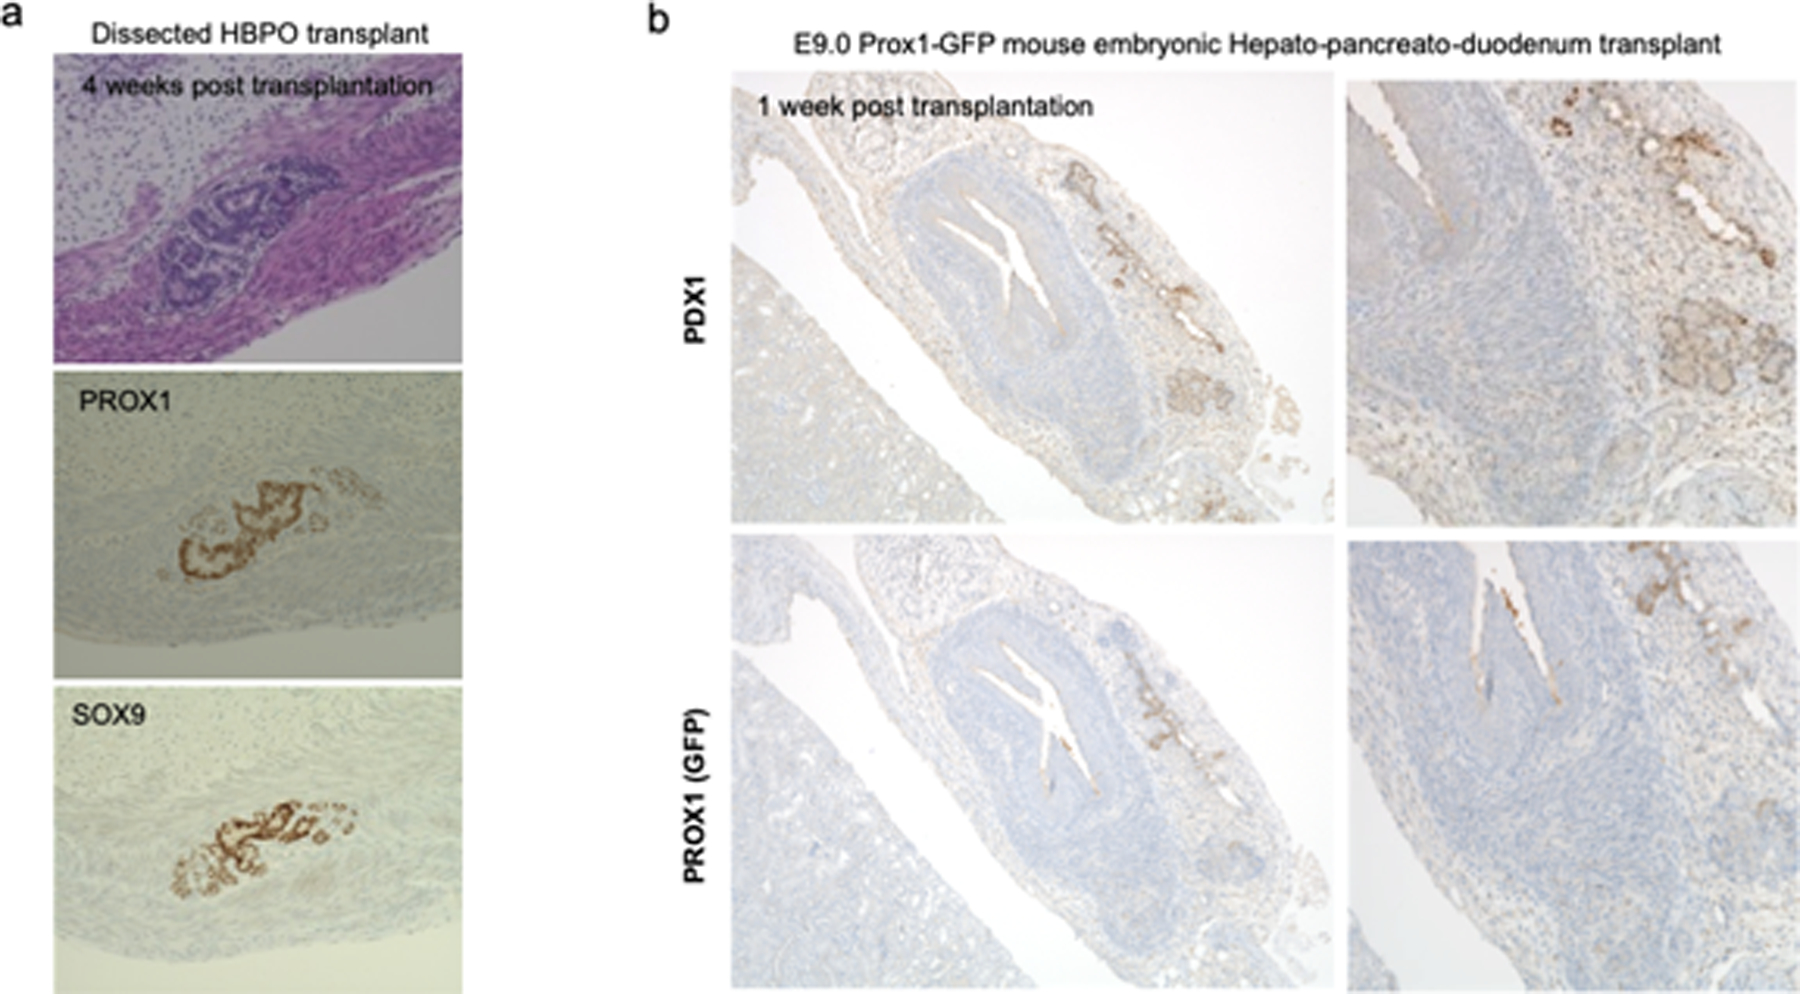 a
Dissected HBPO transplant
4 weeks post transplantation
PROX1
SOX9
b
E9.0 Prox1-GFP mouse embryonic Hepato-pancreato-duodenum transplant
1 week post transplantation
PDX1
PROX1 (GFP)